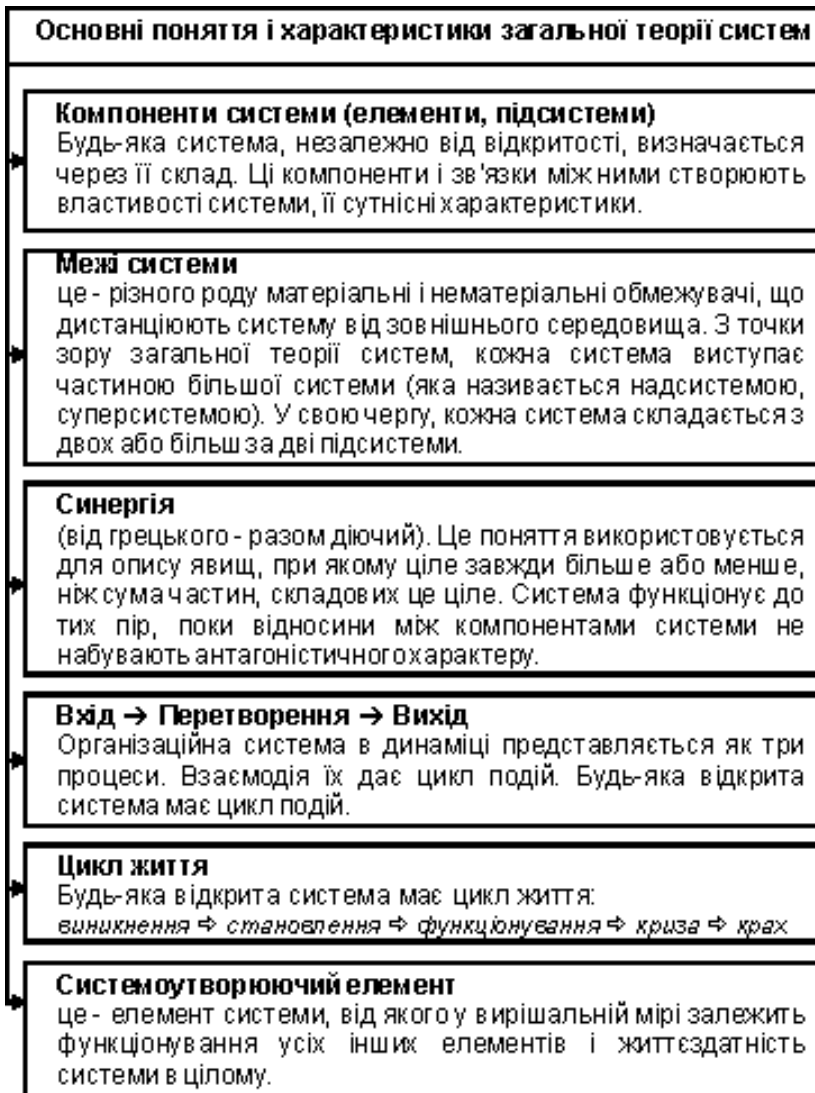 Основні поняття і характеристики загальної теорії систем
Компоненти системи (елементи, підсистеми)
Будь-яка система, незалежно від відкритості, визначається
через її склад. Ці компоненти і зв'язки між ними створюють
властивості системи, її сутнісні характеристики.
Межі системи
це - різного роду матеріальні і нематеріальні обмежувачі, що
дистанціюють систему від зовнішнього середовища. З точки
зору загальної теорії систем, кожна система виступає
частиною більшої системи (яка називається надсистемою,
суперсистемою). У свою чергу, кожна система складається з
двох або більш за дві підсистеми.
Синергія
(від грецького - разом діючий). Це поняття використовується
для опису явищ, при якому ціле завжди більше або менше,
ніж сума частин, складових це ціле. Система функціонує до
тих пір, поки відносини між компонентами системи не
набувають антагоністичного характеру.
Вхід → Перетворення → Вихід
Організаційна система в динаміці представляється як три
процеси. Взаємодія їх дає цикл подій. Будь-яка відкрита
система має цикл подій.
Цикл життя
Будь-яка відкрита система має цикл життя:
виникнення ⇨ становлення ⇨ функціонування ⇨ криза ⇨ крах
Системоутворюючий елемент
це - елемент системи, від якого у вирішальній мірі залежить
функціонування усіх інших елементів і життєздатність
системи в цілому.